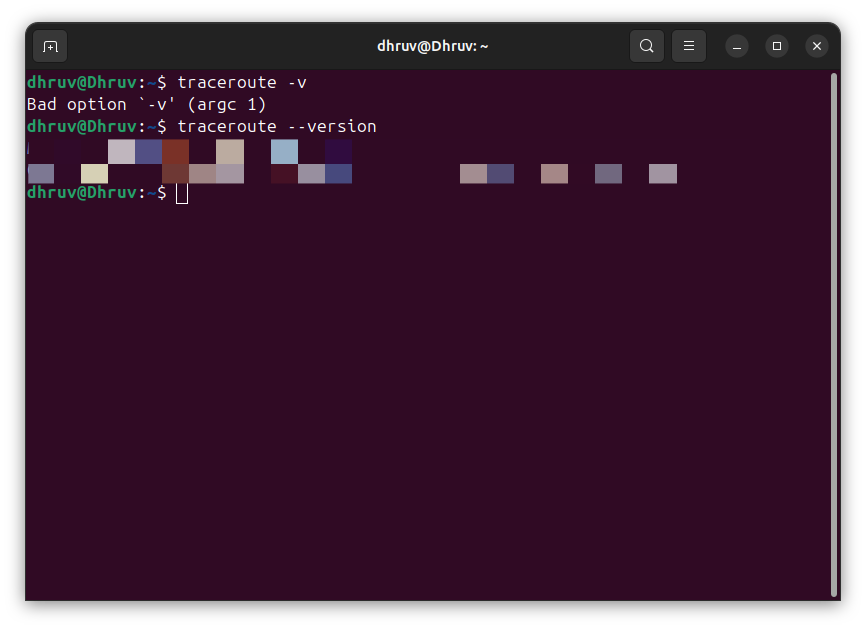 dhruv@Dhruv: ~
dhruv@Dhruv:~$ traceroute -v
Bad option `-v' (argc 1)
dhruv@Dhruv:~$ traceroute --version
dhruv@Dhruv:~$